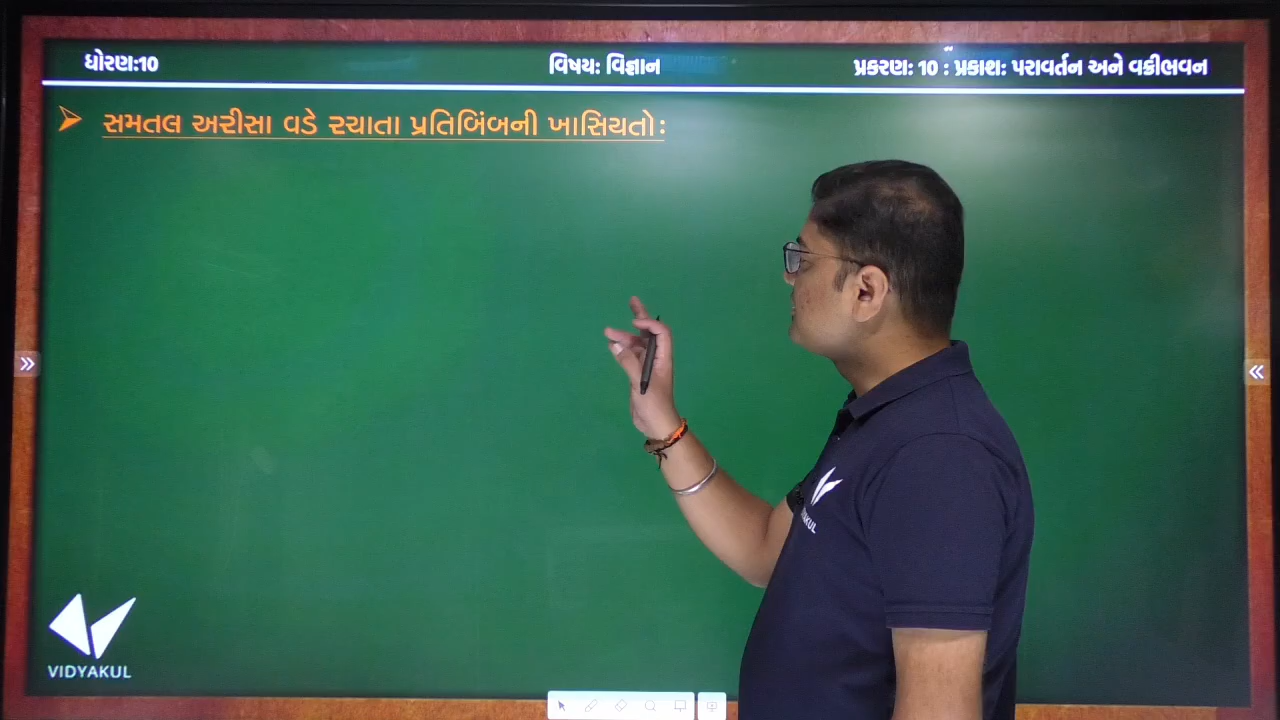 ધોરણ:10 વિષય: વિજ્ઞાન પ્રકરણ: 10 : પ્રકાશ: પરાવર્તન અને વક્રીભવન
સમતલ અરીસા વડે રચાતા પ્રતિબિંબની ખાસિયતો:
VIDYAKUL